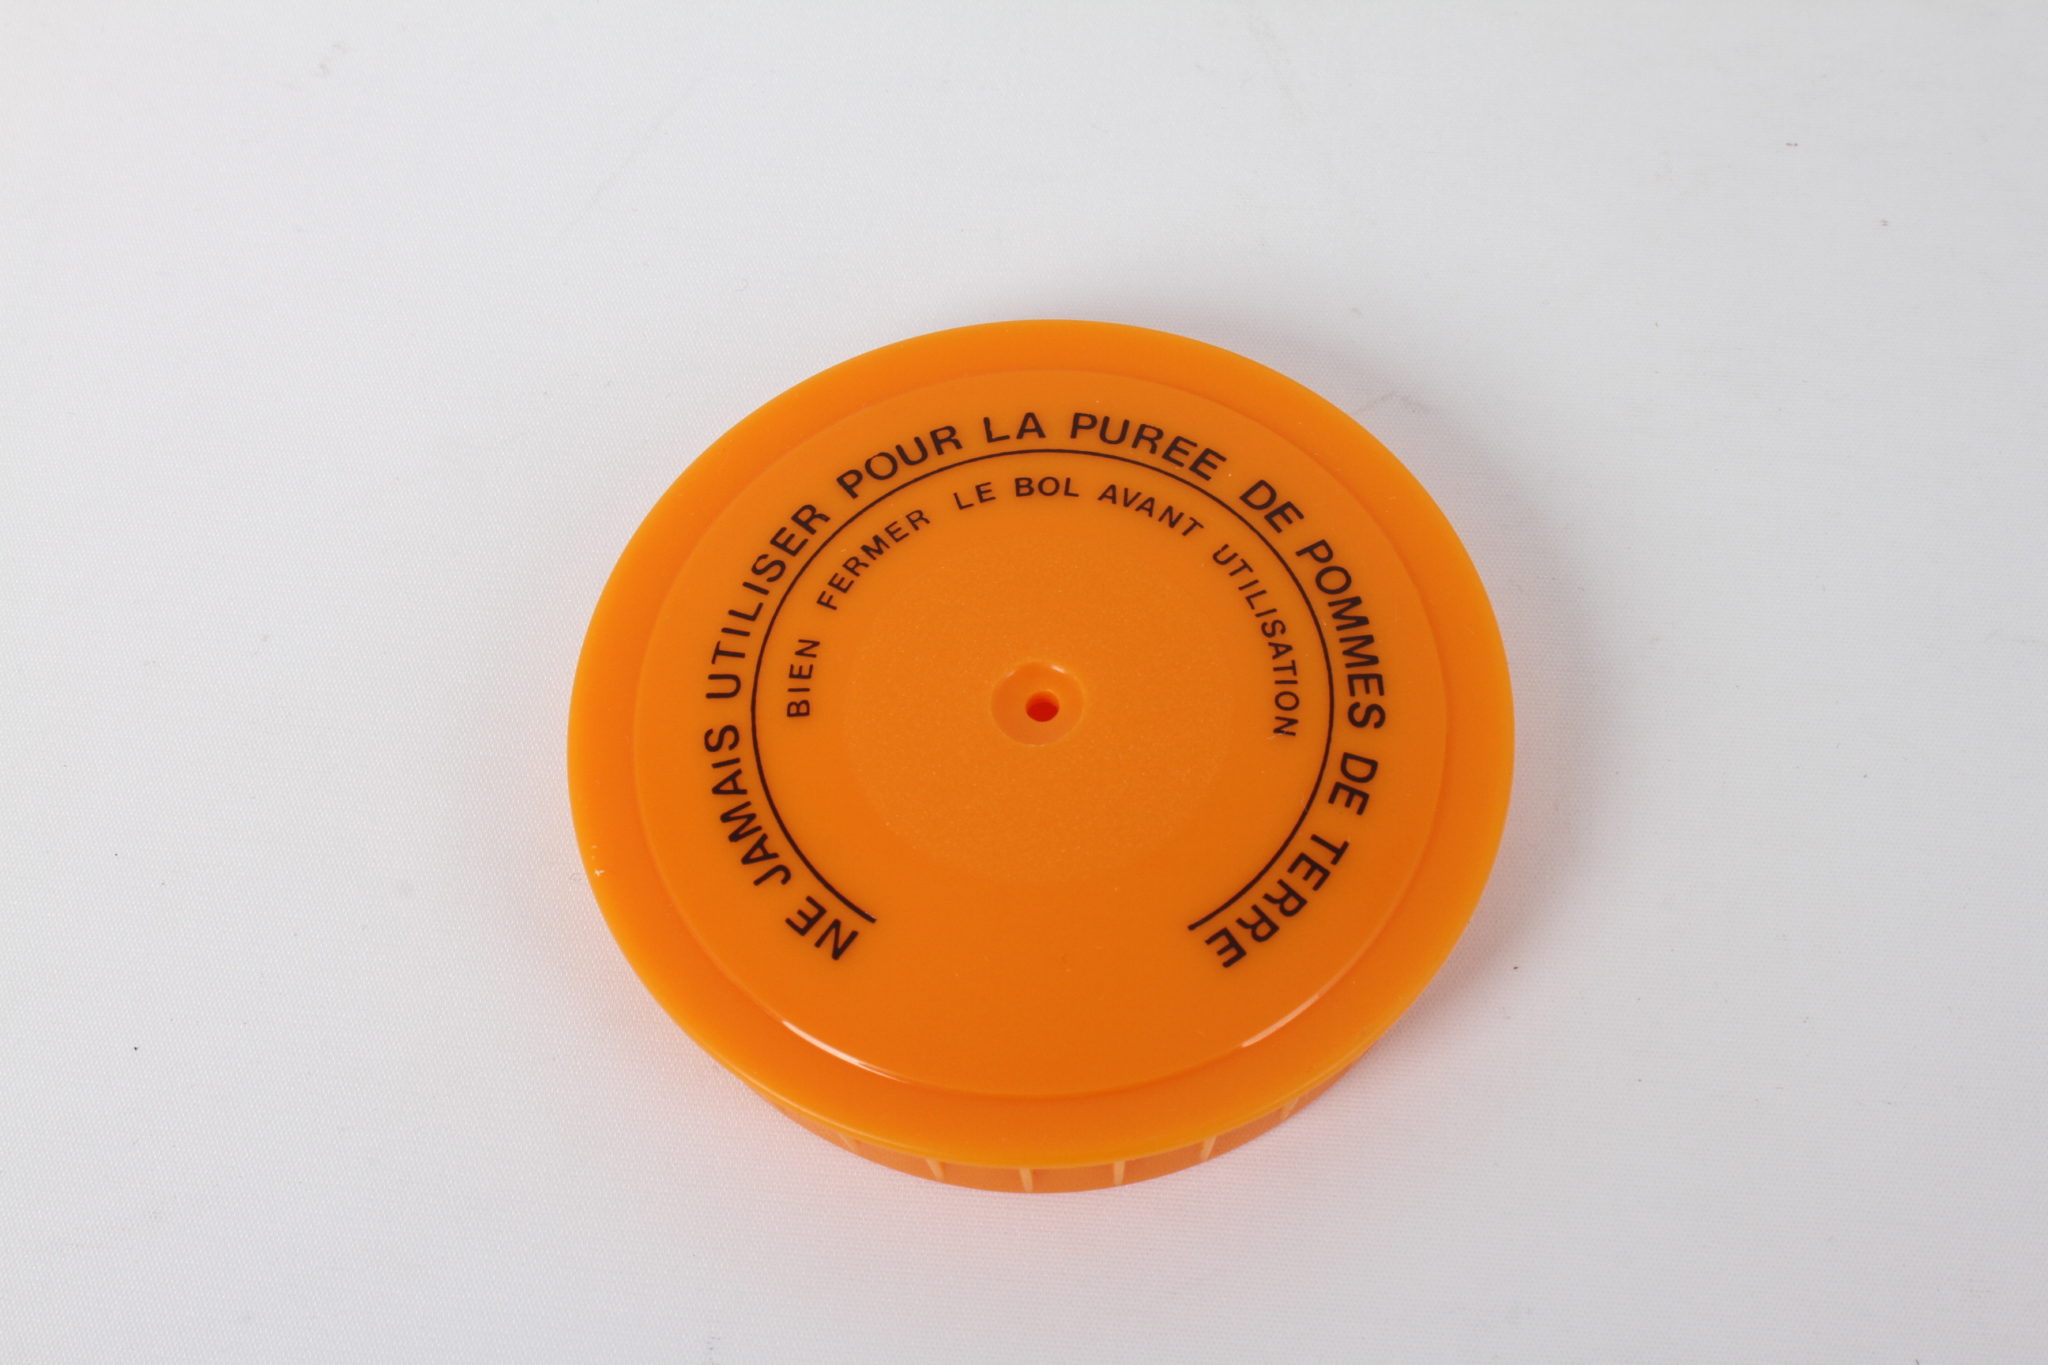 NE JAMAIS UTILISER POUR LA PUREE DE POMMES DE TERRE
BIEN FERMER LE BOL AVANT UTILISATION